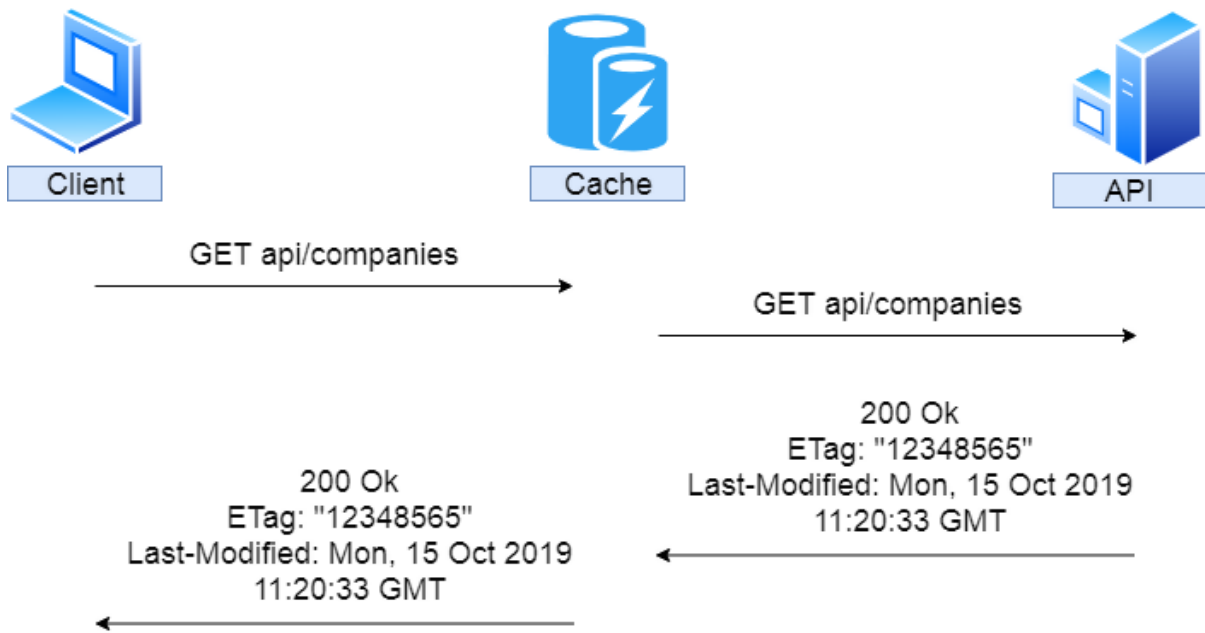 Client
Cache
API
GET api/companies
GET api/companies
200 Ok
ETag: "12348565"
Last-Modified: Mon, 15 Oct 2019
11:20:33 GMT
200 Ok
ETag: "12348565"
Last-Modified: Mon, 15 Oct 2019
11:20:33 GMT